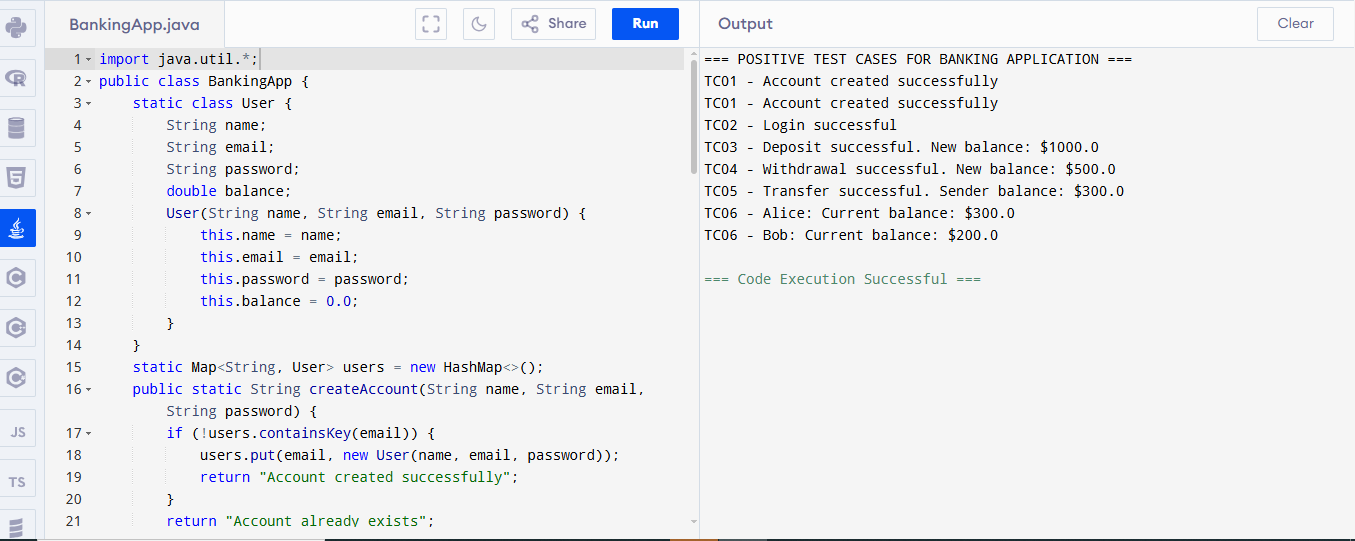 BankingApp.java
Share
Run
Output
Clear
1 import java.util.*;
2 public class BankingApp {
3 static class User {
4 String name;
5 String email;
6 String password;
7 double balance;
8 User(String name, String email, String password) {
9 this.name = name;
10 this.email = email;
11 this.password = password;
12 this.balance = 0.0;
13 }
14 }
15 static Map<String, User> users = new HashMap<>();
16 public static String createAccount(String name, String email,
String password) {
17 if (!users.containsKey(email)) {
18 users.put(email, new User(name, email, password));
19 return "Account created successfully";
20 }
21 return "Account already exists";
=== POSITIVE TEST CASES FOR BANKING APPLICATION ===
TC01 - Account created successfully
TC01 - Account created successfully
TC02 - Login successful
TC03 - Deposit successful. New balance: $1000.0
TC04 - Withdrawal successful. New balance: $500.0
TC05 - Transfer successful. Sender balance: $300.0
TC06 - Alice: Current balance: $300.0
TC06 - Bob: Current balance: $200.0
=== Code Execution Successful ===
R
5
C
C
C
JS
TS